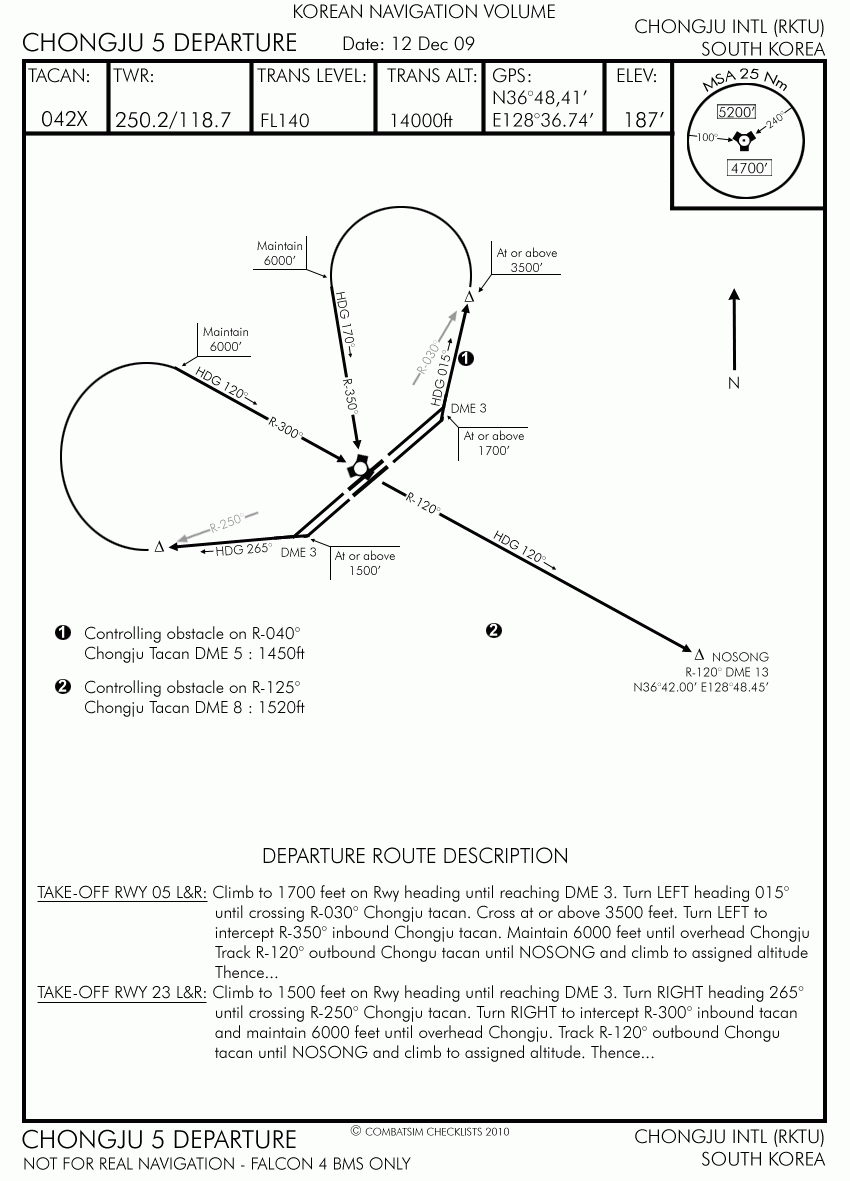 KOREAN NAVIGATION VOLUME
CHONGJU 5 DEPARTURE
Date: 12 Dec 09
CHONGJU INTL (RKTU)
SOUTH KOREA
TACAN:
042X
TWR:
250.2/118.7
TRANS LEVEL:
FL140
TRANS ALT:
14000ft
GPS:
N36°48,41'
E128°36.74'
ELEV:
187'
MSA 25 Nm
5200'
100°
240°
4700'
Maintain
6000'
At or above
3500'
HDG 170°
R-030°
HDG 015°
1
R-350°
DME 3
At or above
1700'
N
Maintain
6000'
HDG 120°
R-300°
R-250°
HDG 265°
DME 3
At or above
1500'
R-120°
HDG 120°
2
NOSONG
R-120° DME 13
N36°42.00' E128°48.45'
1 Controlling obstacle on R-040°
Chongju Tacan DME 5 : 1450ft
2 Controlling obstacle on R-125°
Chongju Tacan DME 8 : 1520ft
DEPARTURE ROUTE DESCRIPTION
TAKE-OFF RWY 05 L&R: Climb to 1700 feet on Rwy heading until reaching DME 3. Turn LEFT heading 015°
until crossing R-030° Chongju tacan. Cross at or above 3500 feet. Turn LEFT to
intercept R-350° inbound Chongju tacan. Maintain 6000 feet until overhead Chongju
Track R-120° outbound Chongu tacan until NOSONG and climb to assigned altitude
Thence...
TAKE-OFF RWY 23 L&R: Climb to 1500 feet on Rwy heading until reaching DME 3. Turn RIGHT heading 265°
until crossing R-250° Chongju tacan. Turn RIGHT to intercept R-300° inbound tacan
and maintain 6000 feet until overhead Chongju. Track R-120° outbound Chongu
tacan until NOSONG and climb to assigned altitude. Thence...
CHONGJU 5 DEPARTURE
© COMBATSIM CHECKLISTS 2010
CHONGJU INTL (RKTU)
NOT FOR REAL NAVIGATION - FALCON 4 BMS ONLY
SOUTH KOREA